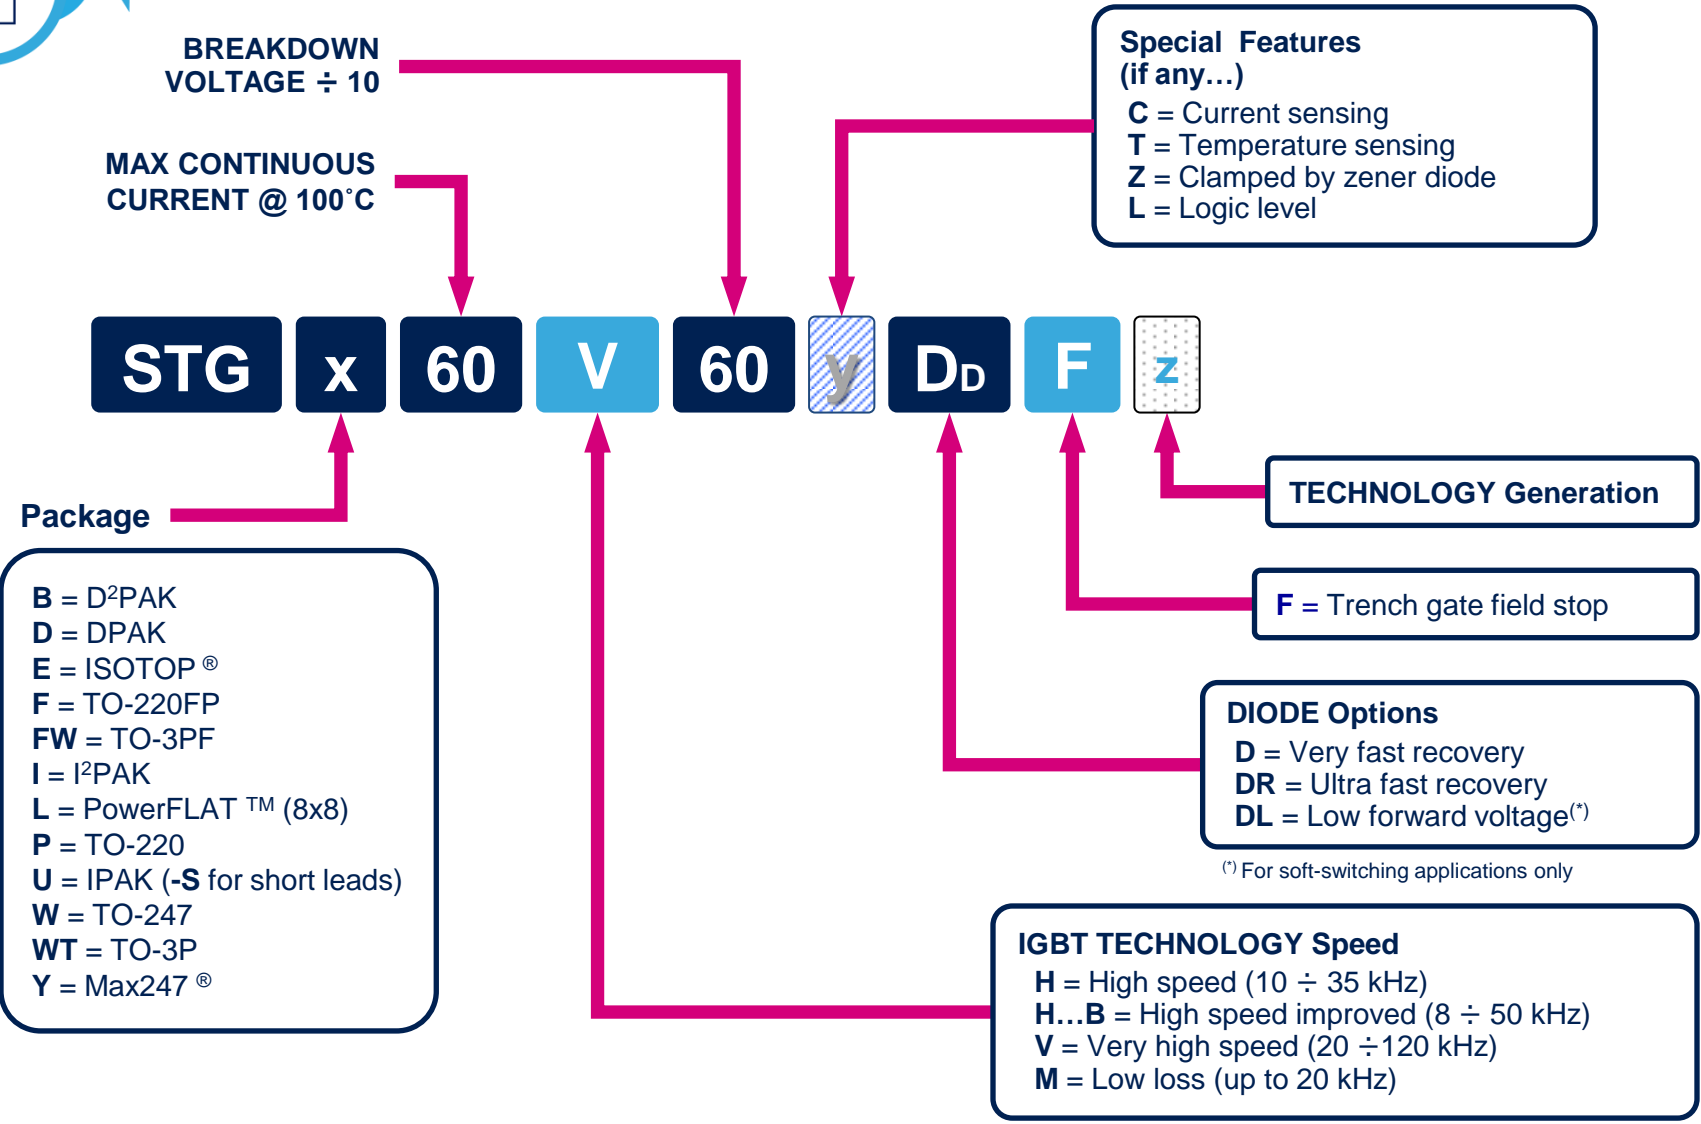 BREAKDOWN
VOLTAGE ÷ 10
MAX CONTINUOUS
CURRENT @ 100°C
Special Features
(if any…)
C = Current sensing
T = Temperature sensing
Z = Clamped by zener diode
L = Logic level
STG x 60 V 60 y DD F z
Package
B = D²PAK
D = DPAK
E = ISOTOP ®
F = TO-220FP
FW = TO-3PF
I = I²PAK
L = PowerFLAT ™ (8x8)
P = TO-220
U = IPAK (-S for short leads)
W = TO-247
WT = TO-3P
Y = Max247 ®
TECHNOLOGY Generation
F = Trench gate field stop
DIODE Options
D = Very fast recovery
DR = Ultra fast recovery
DL = Low forward voltage(*)
(*) For soft-switching applications only
IGBT TECHNOLOGY Speed
H = High speed (10 ÷ 35 kHz)
H…B = High speed improved (8 ÷ 50 kHz)
V = Very high speed (20 ÷120 kHz)
M = Low loss (up to 20 kHz)